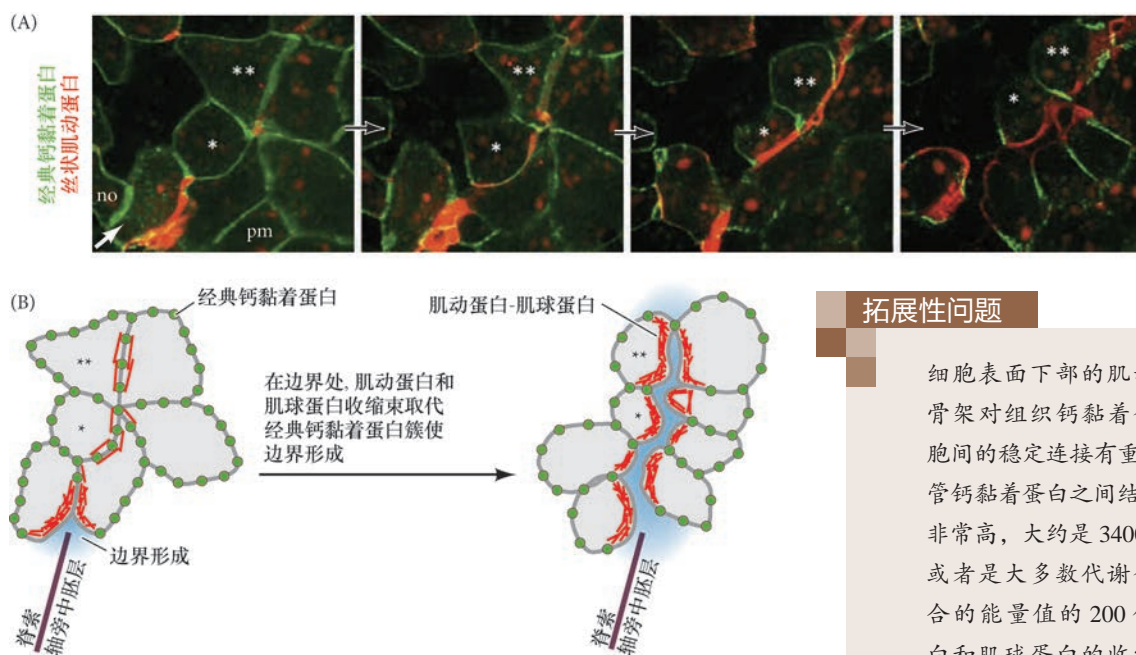 (A)
经典钙黏着蛋白
丝状肌动蛋白
** ** ** **
* * * *
no
pm
(B)
经典钙黏着蛋白
**
*
在边界处, 肌动蛋白和
肌球蛋白收缩束取代
经典钙黏着蛋白簇使
边界形成
边界形成
脊索
轴旁中胚层
肌动蛋白-肌球蛋白
**
*
脊索
轴旁中胚层
拓展性问题
细胞表面下部的肌
骨架对组织钙黏着
胞间的稳定连接有重
管钙黏着蛋白之间结
非常高，大约是 3400
或者是大多数代谢
合的能量值的 200